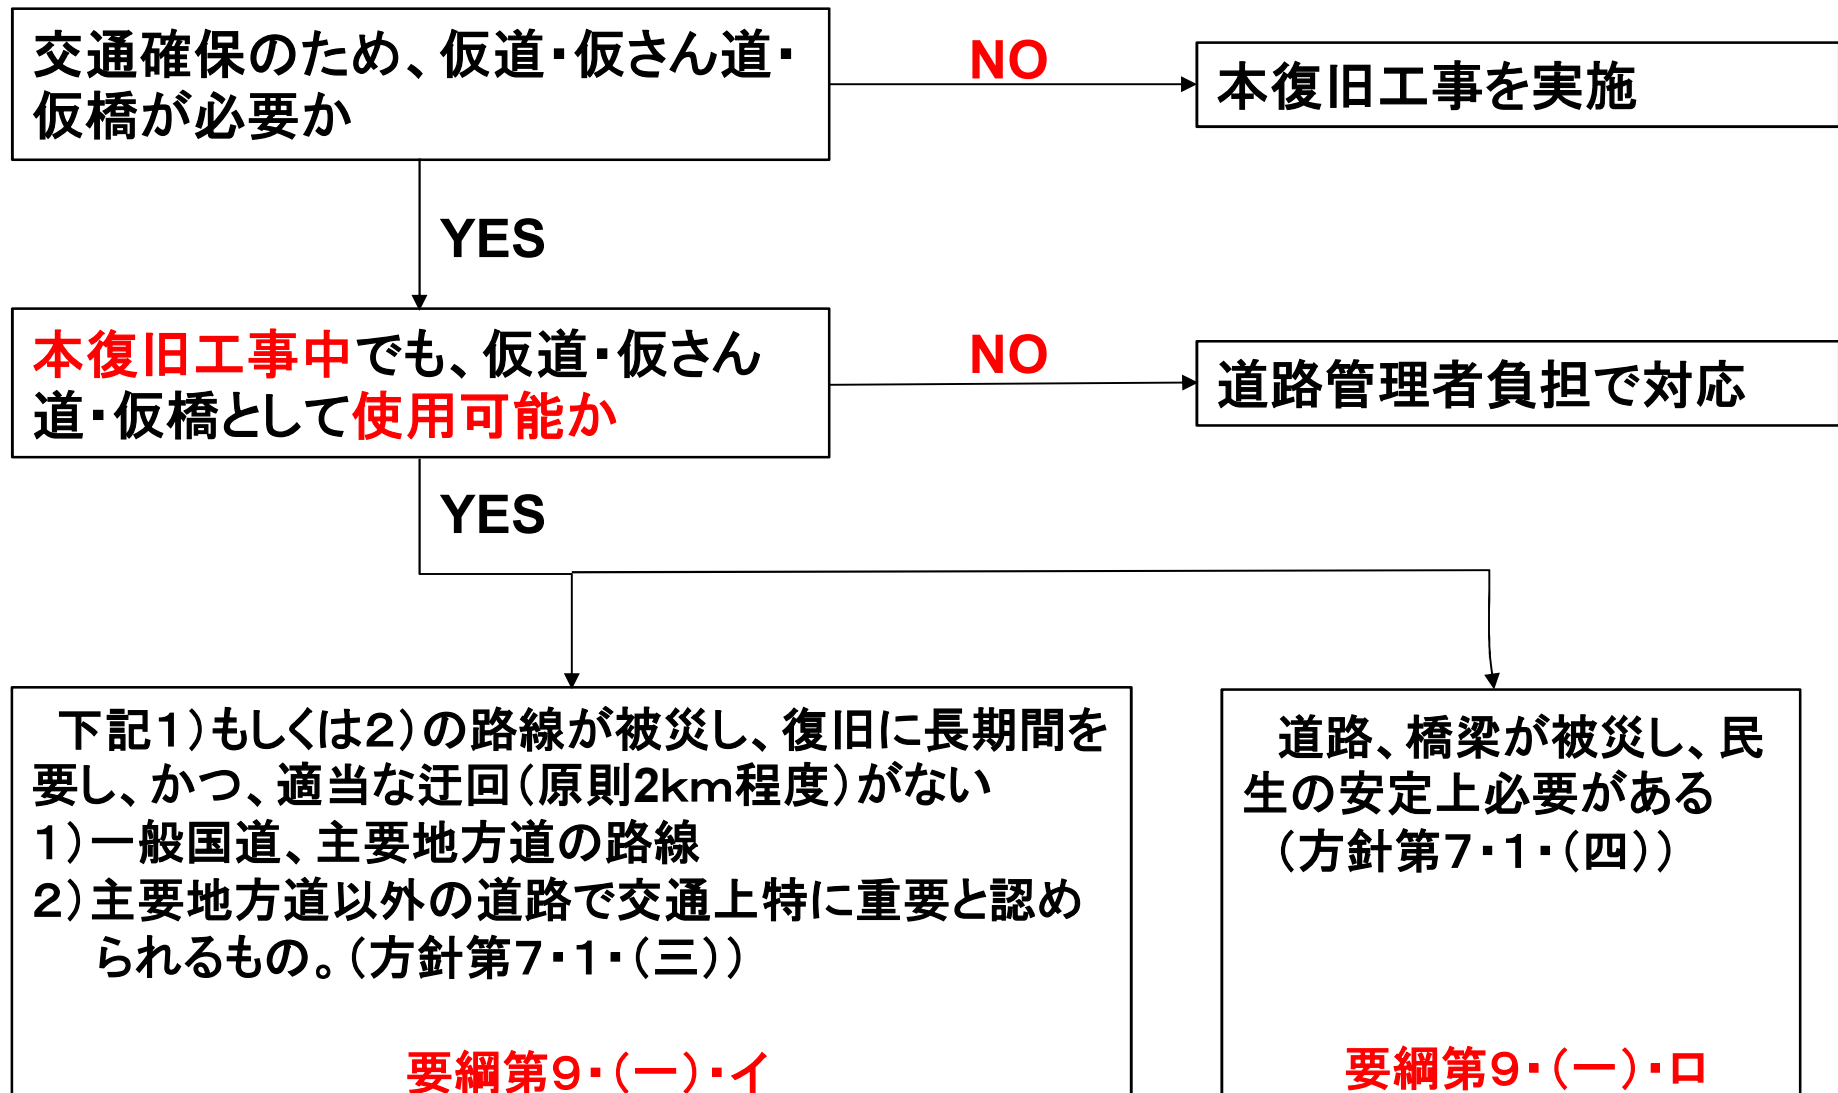 交通確保のため、仮道・仮さん道・
仮橋が必要か
NO
本復旧工事を実施
YES
本復旧工事中でも、仮道・仮さん
道・仮橋として使用可能か
NO
道路管理者負担で対応
YES
下記１）もしくは２）の路線が被災し、復旧に長期間を
要し、かつ、適当な迂回（原則2km程度）がない
１）一般国道、主要地方道の路線
２）主要地方道以外の道路で交通上特に重要と認め
られるもの。（方針第７・１・（三））
要綱第９・（一）・イ
道路、橋梁が被災し、民
生の安定上必要がある
（方針第７・１・（四））
要綱第９・（一）・ロ